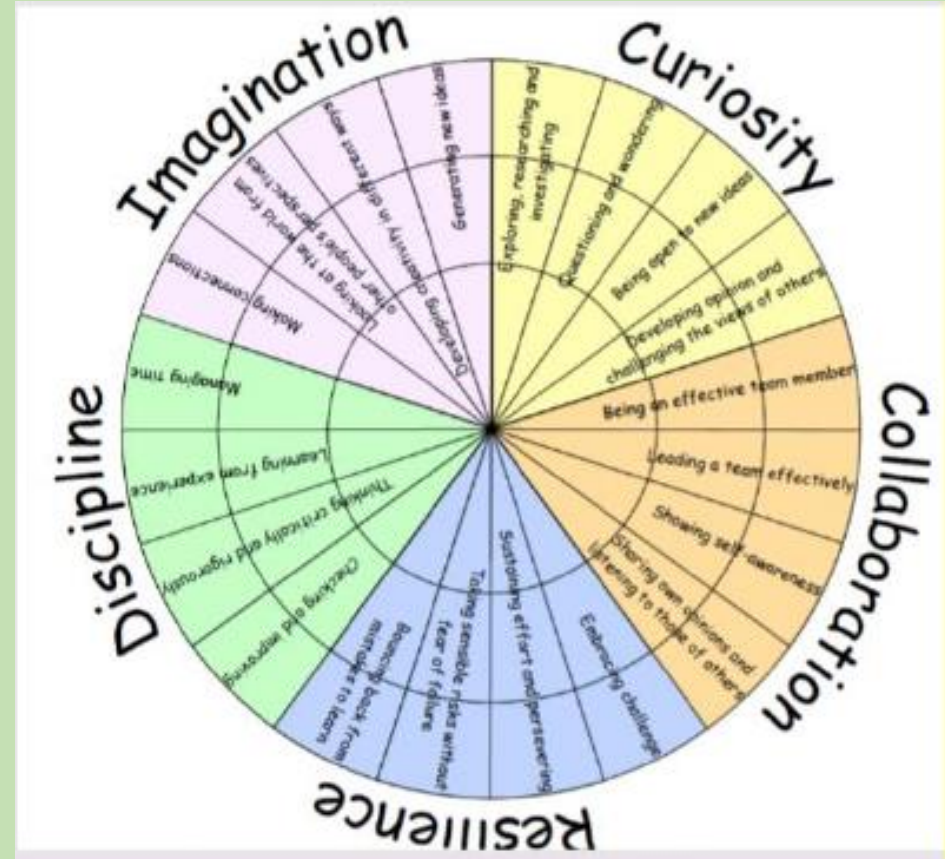 Curiosity
Exploring, researching and
investigating
Questioning and wondering
Being open to new ideas
Developing opinion and
challenging the views of others
Collaboration
Being an effective team member
Leading a team effectively
Showing self-awareness
Sharing own opinions and
listening to those of others
Resilience
Embracing challenge
Sustaining effort and persevering
Taking sensible risks without
fear of failure
Bouncing back from
mistakes to learn
Discipline
Checking and improving
Thinking critically and rigorously
Learning from experience
Managing time
Imagination
Making connections
Looking at the world from
other people's perspectives
Developing creativity in different ways
Generating new ideas